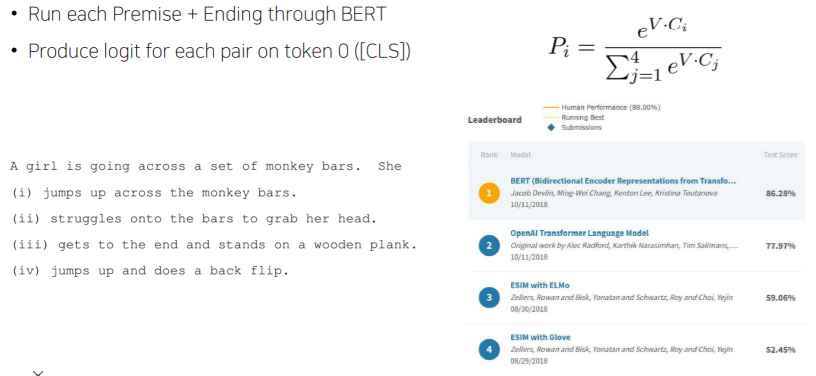 • Run each Premise + Ending through BERT
• Produce logit for each pair on token 0 ([CLS])
A girl is going across a set of monkey bars. She
(i) jumps up across the monkey bars.
(ii) struggles onto the bars to grab her head.
(iii) gets to the end and stands on a wooden plank.
(iv) jumps up and does a back flip.
P_i = e^{V·C_i} / ∑_{j=1}^{4} e^{V·C_j}
Leaderboard
Human Performance (88.00%)
Running Best
Submissions
Rank Model Test Score
1 BERT (Bidirectional Encoder Representations from Transfo... 86.28%
Jacob Devlin, Ming-Wei Chang, Kenton Lee, Kristina Toutanova
10/11/2018
2 OpenAI Transformer Language Model 77.97%
Original work by Alec Radford, Karthik Narasimhan, Tim Salimans, ...
10/11/2018
3 ESIM with ELMo 59.06%
Zellers, Rowan and Bisk, Yonatan and Schwartz, Roy and Choi, Yejin
08/30/2018
4 ESIM with Glove 52.45%
Zellers, Rowan and Bisk, Yonatan and Schwartz, Roy and Choi, Yejin
08/29/2018